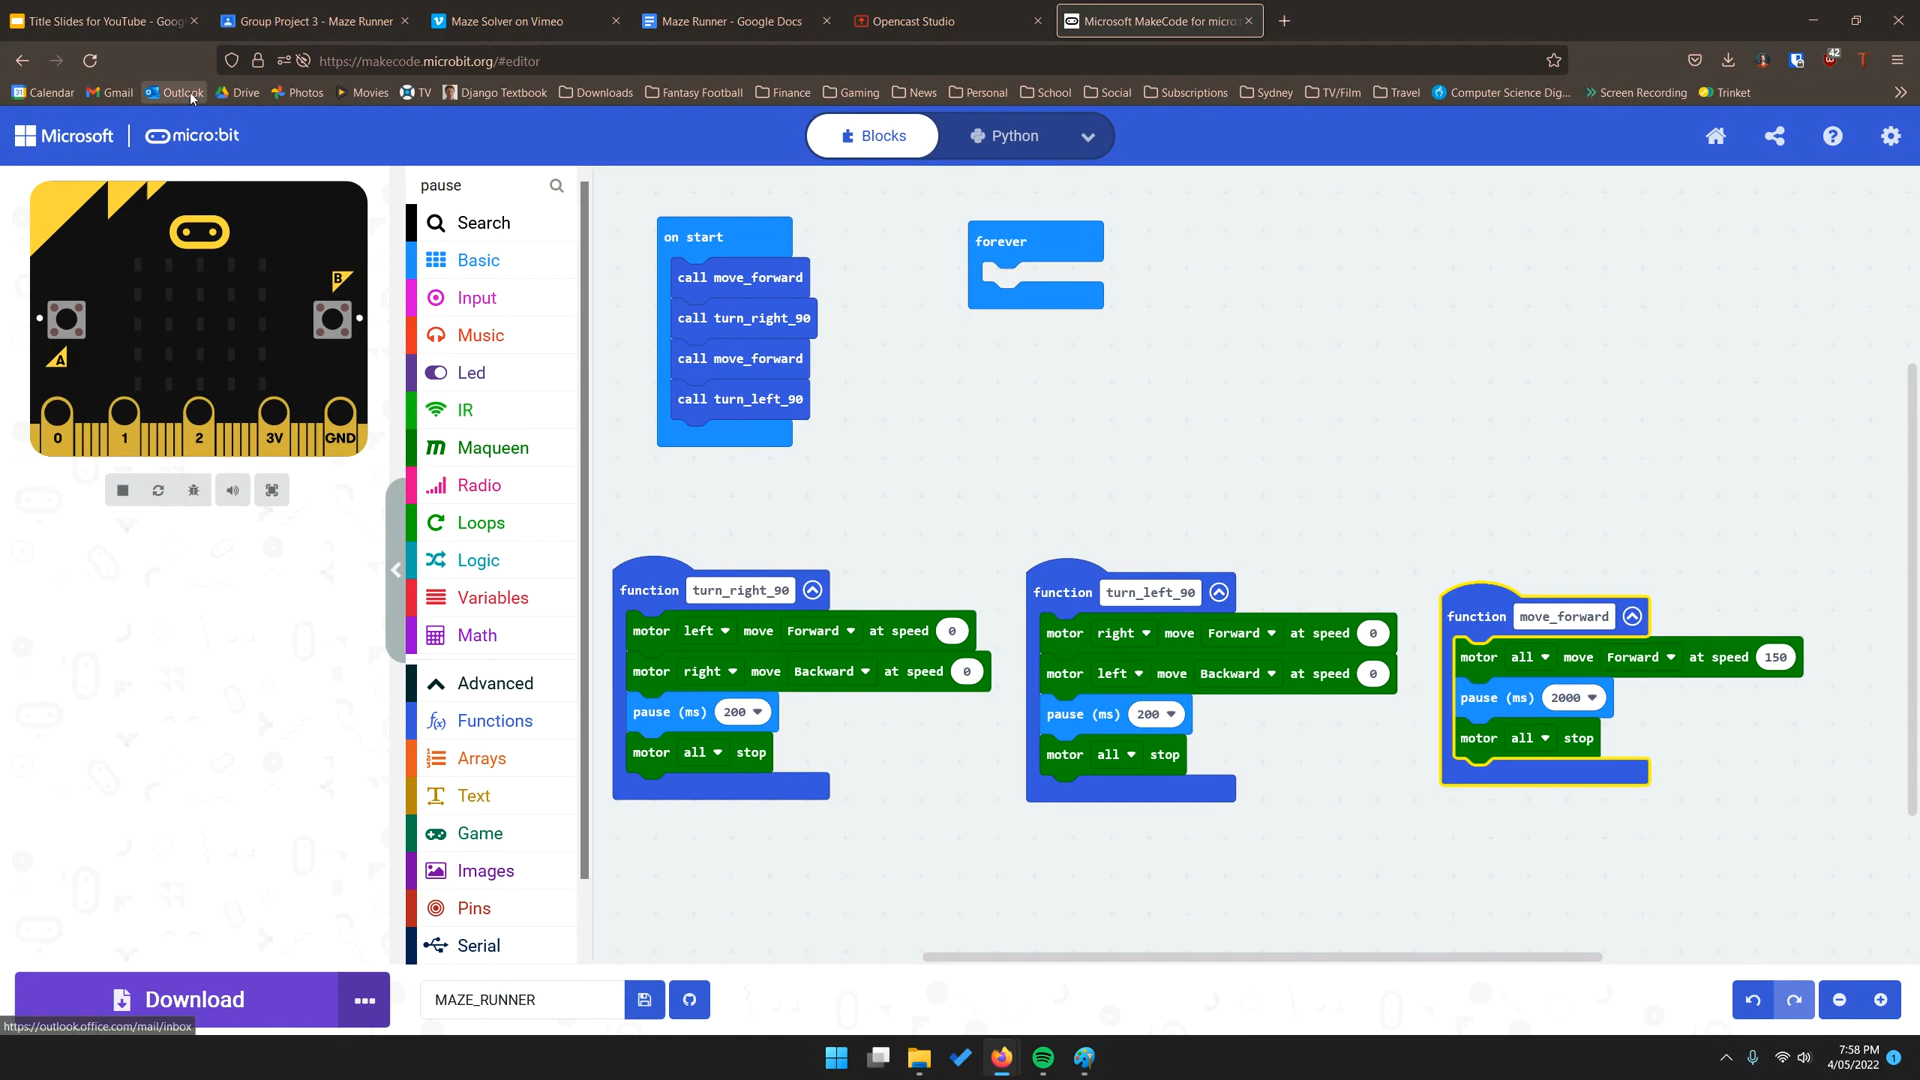 Title Slides for YouTube - Goog
Group Project 3 - Maze Runner
Maze Solver on Vimeo
Maze Runner - Google Docs
Opencast Studio
Microsoft MakeCode for micro
https://makecode.microbit.org/#editor
42
Calendar
Gmail
Outlook
Drive
Photos
Movies
TV
Django Textbook
Downloads
Fantasy Football
Finance
Gaming
News
Personal
School
Social
Subscriptions
Sydney
TV/Film
Travel
Computer Science Dig...
Screen Recording
Trinket
Microsoft
micro:bit
Blocks
Python
B
A
0 1 2 3V GND
pause
Search
Basic
Input
Music
Led
IR
Maqueen
Radio
Loops
Logic
Variables
Math
Advanced
Functions
Arrays
Text
Game
Images
Pins
Serial
on start
call move_forward
call turn_right_90
call move_forward
call turn_left_90
forever
function turn_right_90
motor left move Forward at speed 0
motor right move Backward at speed 0
pause (ms) 200
motor all stop
function turn_left_90
motor right move Forward at speed 0
motor left move Backward at speed 0
pause (ms) 200
motor all stop
function move_forward
motor all move Forward at speed 150
pause (ms) 2000
motor all stop
Download
MAZE_RUNNER
https://outlook.office.com/mail/inbox
7:58 PM
4/05/2022
1